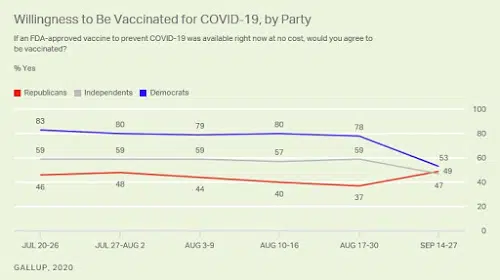 Willingness to Be Vaccinated for COVID-19, by Party
If an FDA-approved vaccine to prevent COVID-19 was available right now at no cost, would you agree to
be vaccinated?
% Yes
Republicans Independents Democrats
100
83 80 79 80 78 80
59 59 59 57 59 60
53
49
47
46 48 44 40 37 40
20
0
JUL 20-26 JUL 27-AUG 2 AUG 3-9 AUG 10-16 AUG 17-30 SEP 14-27
GALLUP, 2020